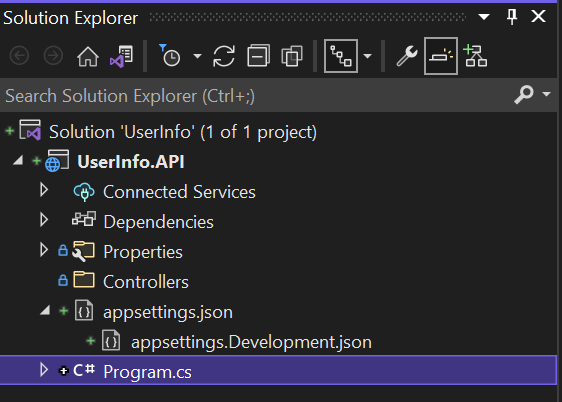 Solution Explorer
Search Solution Explorer (Ctrl+;)
Solution 'UserInfo' (1 of 1 project)
UserInfo.API
Connected Services
Dependencies
Properties
Controllers
appsettings.json
appsettings.Development.json
C# Program.cs